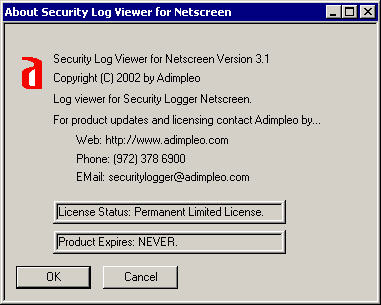 About Security Log Viewer for Netscreen
a
Security Log Viewer for Netscreen Version 3.1
Copyright (C) 2002 by Adimpleo
Log viewer for Security Logger Netscreen.
For product updates and licensing contact Adimpleo by...
Web: http://www.adimpleo.com
Phone: (972) 378 6900
EMail: securitylogger@adimpleo.com
License Status: Permanent Limited License.
Product Expires: NEVER.
OK
Cancel